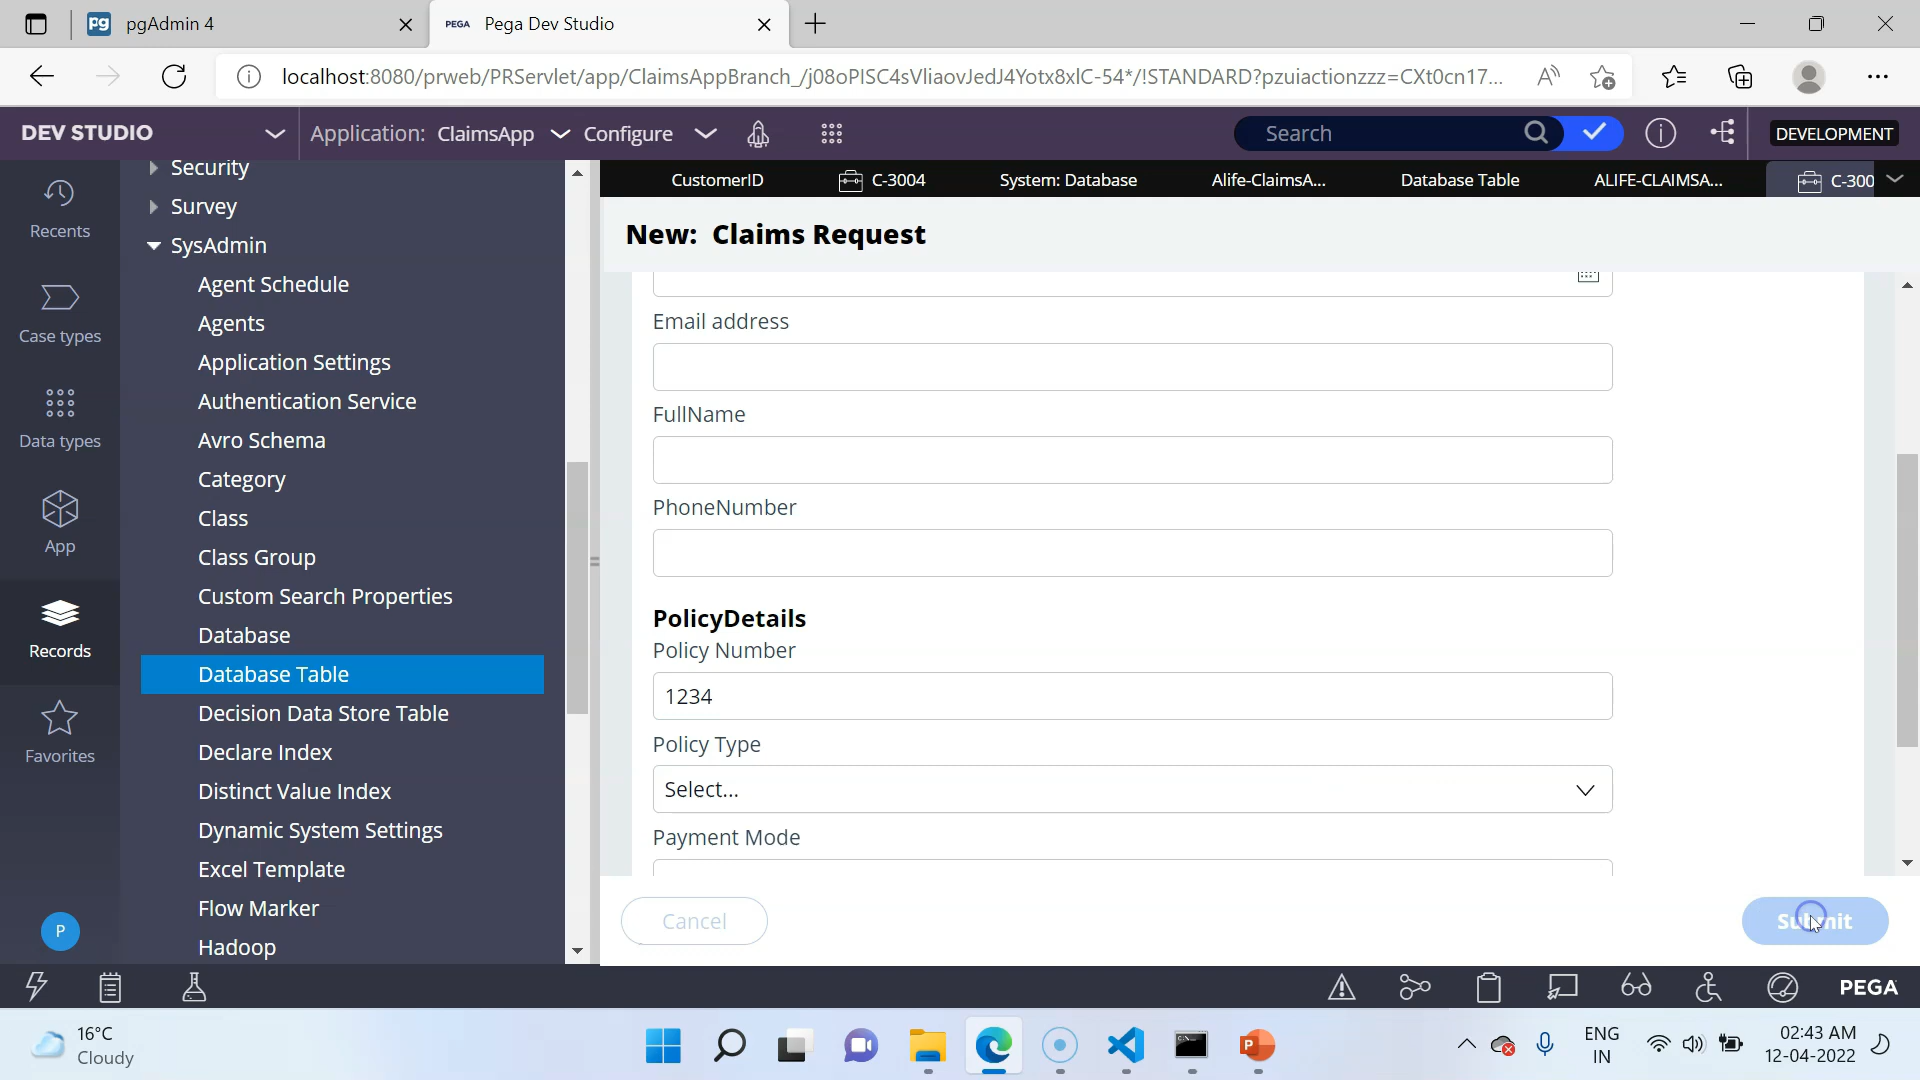 pgAdmin 4
PEGA Pega Dev Studio
localhost:8080/prweb/PRServlet/app/ClaimsAppBranch_/j08oPISC4sVliaovJedJ4Yotx8xlC-54*/!STANDARD?pzuiactionzzz=CXt0cn17...
DEV STUDIO
Application: ClaimsApp
Configure
Search
DEVELOPMENT
Recents
Case types
Data types
App
Records
Favorites
P
Security
Survey
SysAdmin
Agent Schedule
Agents
Application Settings
Authentication Service
Avro Schema
Category
Class
Class Group
Custom Search Properties
Database
Database Table
Decision Data Store Table
Declare Index
Distinct Value Index
Dynamic System Settings
Excel Template
Flow Marker
Hadoop
CustomerID
C-3004
System: Database
Alife-ClaimsA...
Database Table
ALIFE-CLAIMSA...
C-300
New: Claims Request
Email address
FullName
PhoneNumber
PolicyDetails
Policy Number
1234
Policy Type
Select...
Payment Mode
Cancel
Submit
PEGA
16°C
Cloudy
ENG
IN
02:43 AM
12-04-2022